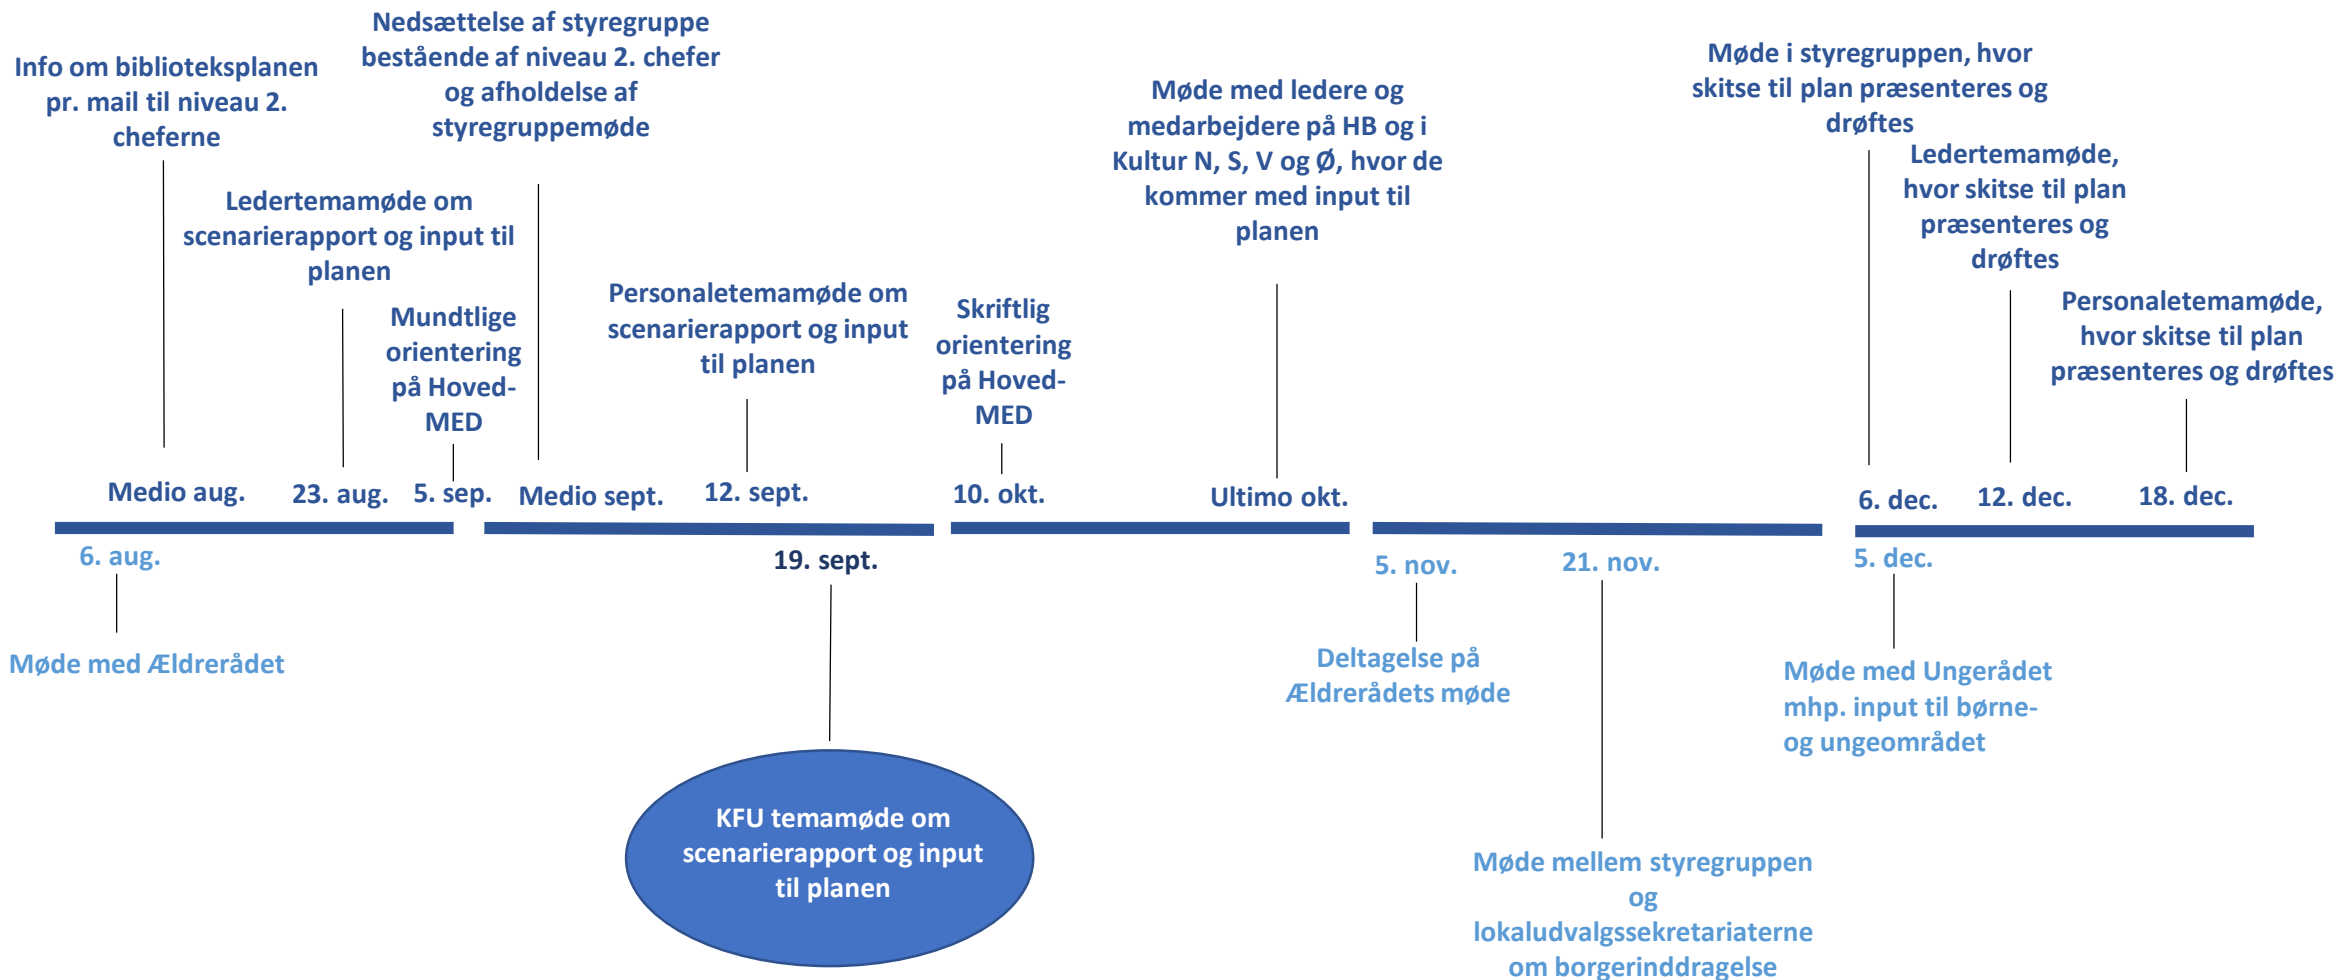 Info om biblioteksplanen
pr. mail til niveau 2.
cheferne
Ledertemamøde om
scenarierapport og input til
planen
Mundtlige
orientering
på Hoved-
MED
Nedsættelse af styregruppe
bestående af niveau 2. chefer
og afholdelse af
styregruppemøde
Personaletemamøde om
scenarierapport og input
til planen
Skriftlig
orientering
på Hoved-
MED
Møde med ledere og
medarbejdere på HB og i
Kultur N, S, V og Ø, hvor de
kommer med input til
planen
Møde i styregruppen, hvor
skitse til plan præsenteres og
drøftes
Ledertemamøde,
hvor skitse til plan
præsenteres og
drøftes
Personaletemamøde,
hvor skitse til plan
præsenteres og drøftes
Medio aug.
23. aug.
5. sep.
Medio sept.
12. sept.
10. okt.
Ultimo okt.
6. dec.
12. dec.
18. dec.
6. aug.
19. sept.
5. nov.
21. nov.
5. dec.
Møde med Ældrerådet
KFU temamøde om
scenarierapport og input
til planen
Deltagelse på
Ældrerådets møde
Møde mellem styregruppen
og
lokaludvalgssekretariaterne
om borgerinddragelse
Møde med Ungerådet
mhp. input til børne-
og ungeområdet